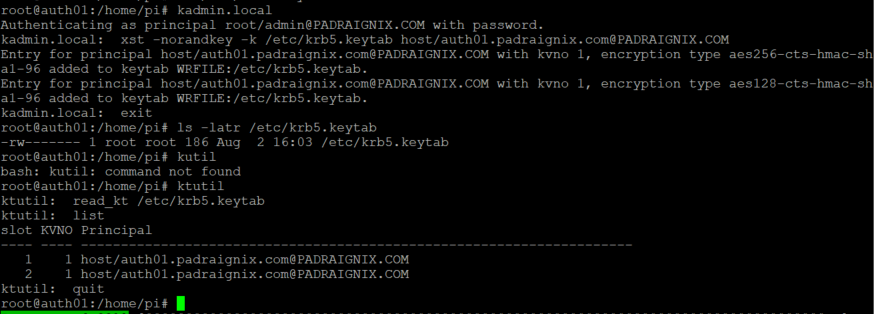 root@auth01:/home/pi# kadmin.local
Authenticating as principal root/admin@PADRAIGNIX.COM with password.
kadmin.local:  xst -norandkey -k /etc/krb5.keytab host/auth01.padraignix.com@PADRAIGNIX.COM
Entry for principal host/auth01.padraignix.com@PADRAIGNIX.COM with kvno 1, encryption type aes256-cts-hmac-sh
a1-96 added to keytab WRFILE:/etc/krb5.keytab.
Entry for principal host/auth01.padraignix.com@PADRAIGNIX.COM with kvno 1, encryption type aes128-cts-hmac-sh
a1-96 added to keytab WRFILE:/etc/krb5.keytab.
kadmin.local:  exit
root@auth01:/home/pi# ls -latr /etc/krb5.keytab
-rw------- 1 root root 186 Aug  2 16:03 /etc/krb5.keytab
root@auth01:/home/pi# kutil
bash: kutil: command not found
root@auth01:/home/pi# ktutil
ktutil:  read_kt /etc/krb5.keytab
ktutil:  list
slot KVNO Principal
---- ---- ---------------------------------------------------------------------
   1    1 host/auth01.padraignix.com@PADRAIGNIX.COM
   2    1 host/auth01.padraignix.com@PADRAIGNIX.COM
ktutil:  quit
root@auth01:/home/pi#